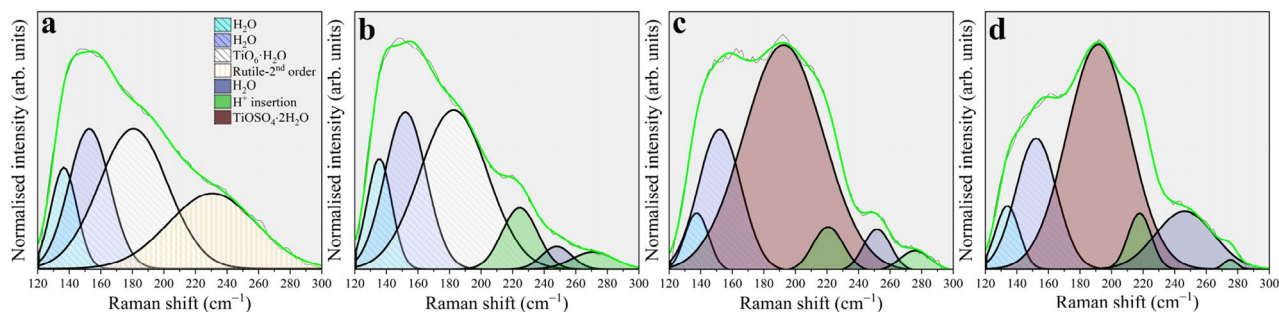 a
H₂O
H₂O
TiO₆·H₂O
Rutile-2ⁿᵈ order
H₂O
H⁺ insertion
TiOSO₄·2H₂O
Normalised intensity (arb. units)
120 140 160 180 200 220 240 260 280 300
Raman shift (cm⁻¹)
b
Normalised intensity (arb. units)
120 140 160 180 200 220 240 260 280 300
Raman shift (cm⁻¹)
c
Normalised intensity (arb. units)
120 140 160 180 200 220 240 260 280 300
Raman shift (cm⁻¹)
d
Normalised intensity (arb. units)
120 140 160 180 200 220 240 260 280 300
Raman shift (cm⁻¹)